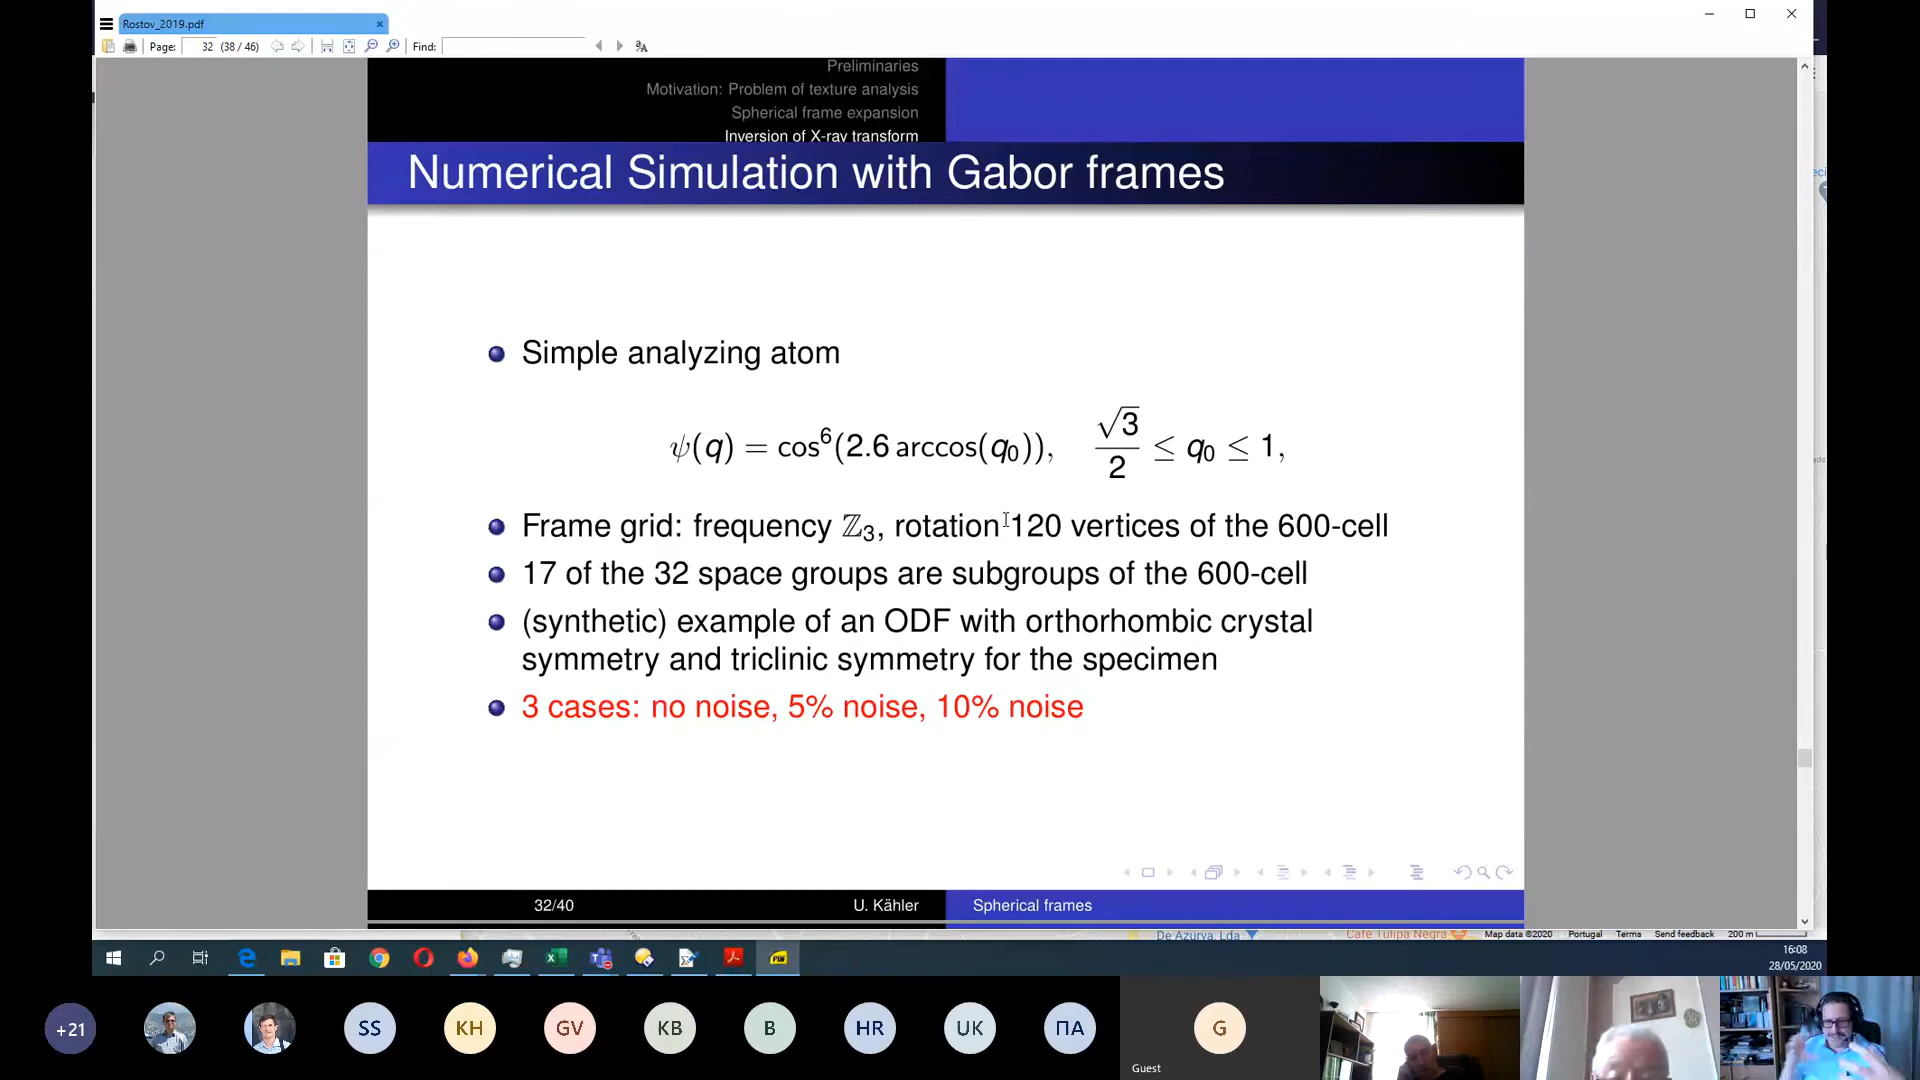 Rostov_2019.pdf
Page: 32 (38 / 46) Find:
Preliminaries
Motivation: Problem of texture analysis
Spherical frame expansion
Inversion of X-ray transform
Numerical Simulation with Gabor frames
Simple analyzing atom
ψ(q) = cos⁶(2.6 arccos(q₀)), √3/2 ≤ q₀ ≤ 1,
Frame grid: frequency ℤ₃, rotation 120 vertices of the 600-cell
17 of the 32 space groups are subgroups of the 600-cell
(synthetic) example of an ODF with orthorhombic crystal
symmetry and triclinic symmetry for the specimen
3 cases: no noise, 5% noise, 10% noise
32/40 U. Kähler Spherical frames
De Azurva, Lda Café Tulipa Negra Map data ©2020 Portugal Terms Send feedback 200 m
16:08
28/05/2020
+21 SS KH GV KB B HR UK ПА G
Guest